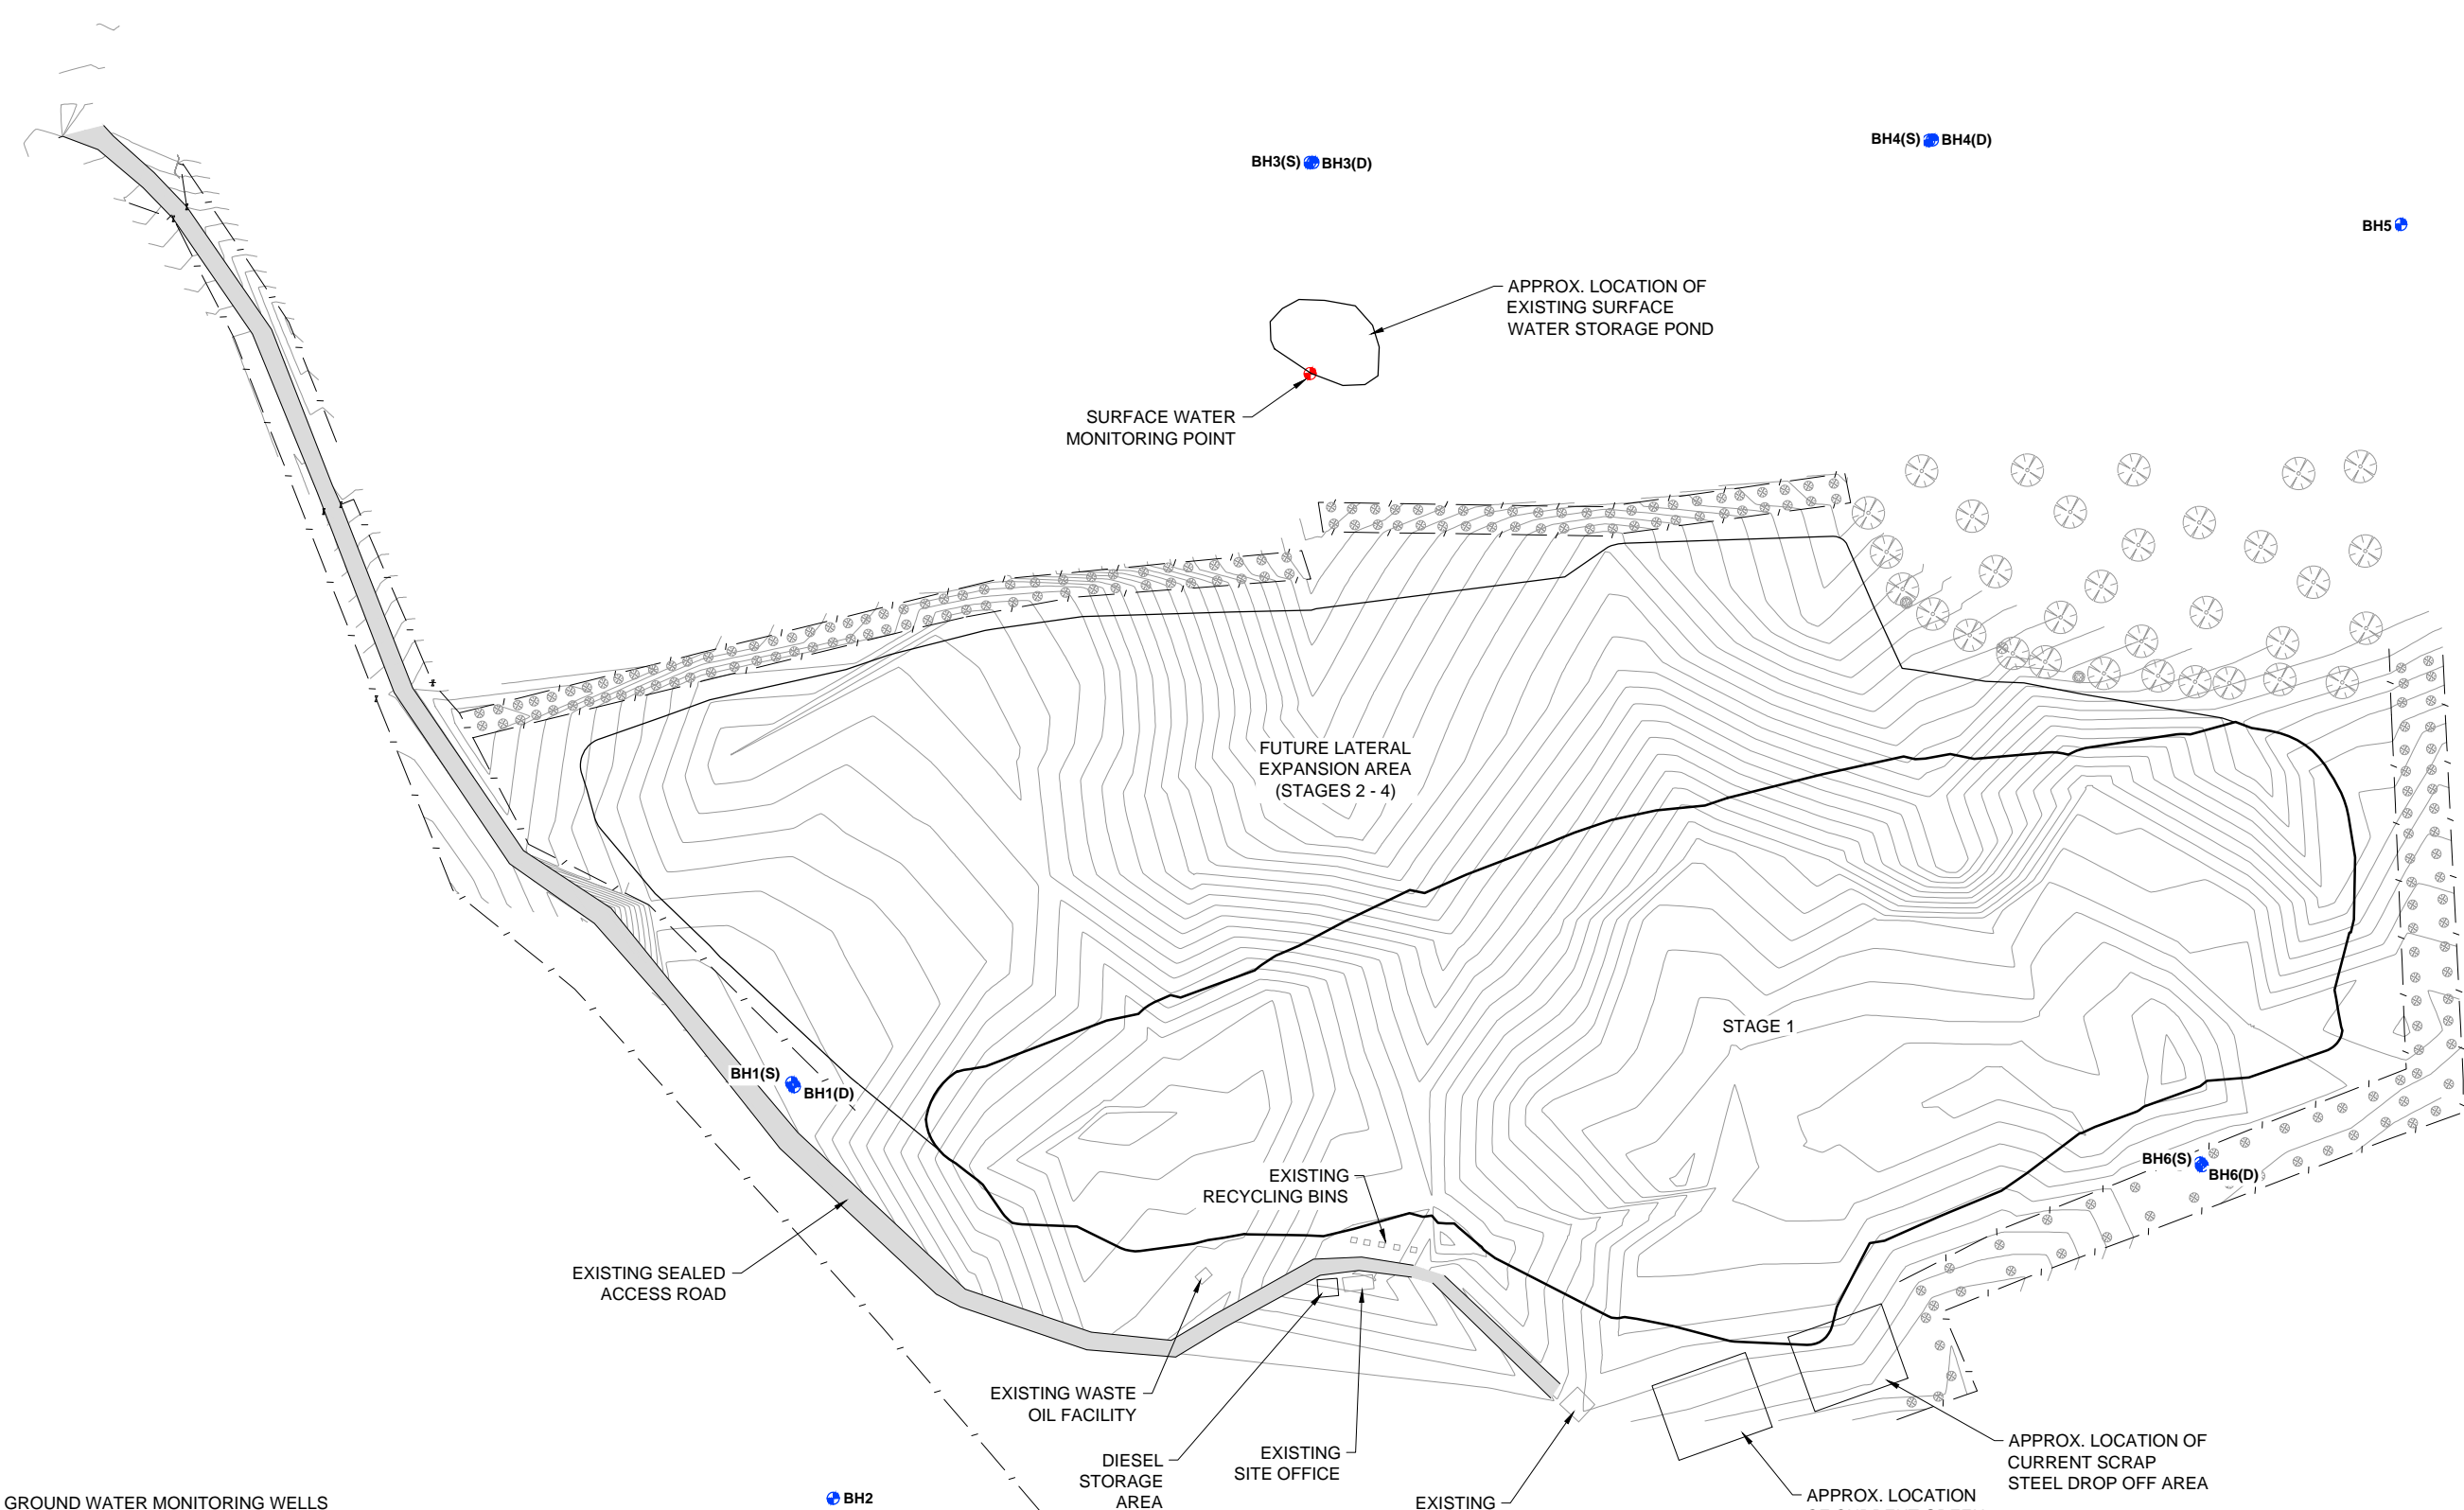 BH3(S) BH3(D)
BH4(S) BH4(D)
BH5
APPROX. LOCATION OF
EXISTING SURFACE
WATER STORAGE POND
SURFACE WATER
MONITORING POINT
FUTURE LATERAL
EXPANSION AREA
(STAGES 2 - 4)
STAGE 1
BH1(S)
BH1(D)
BH6(S)
BH6(D)
EXISTING
RECYCLING BINS
EXISTING SEALED
ACCESS ROAD
EXISTING WASTE
OIL FACILITY
DIESEL
STORAGE
AREA
EXISTING
SITE OFFICE
EXISTING
APPROX. LOCATION OF
CURRENT SCRAP
STEEL DROP OFF AREA
APPROX. LOCATION
BH2
GROUND WATER MONITORING WELLS